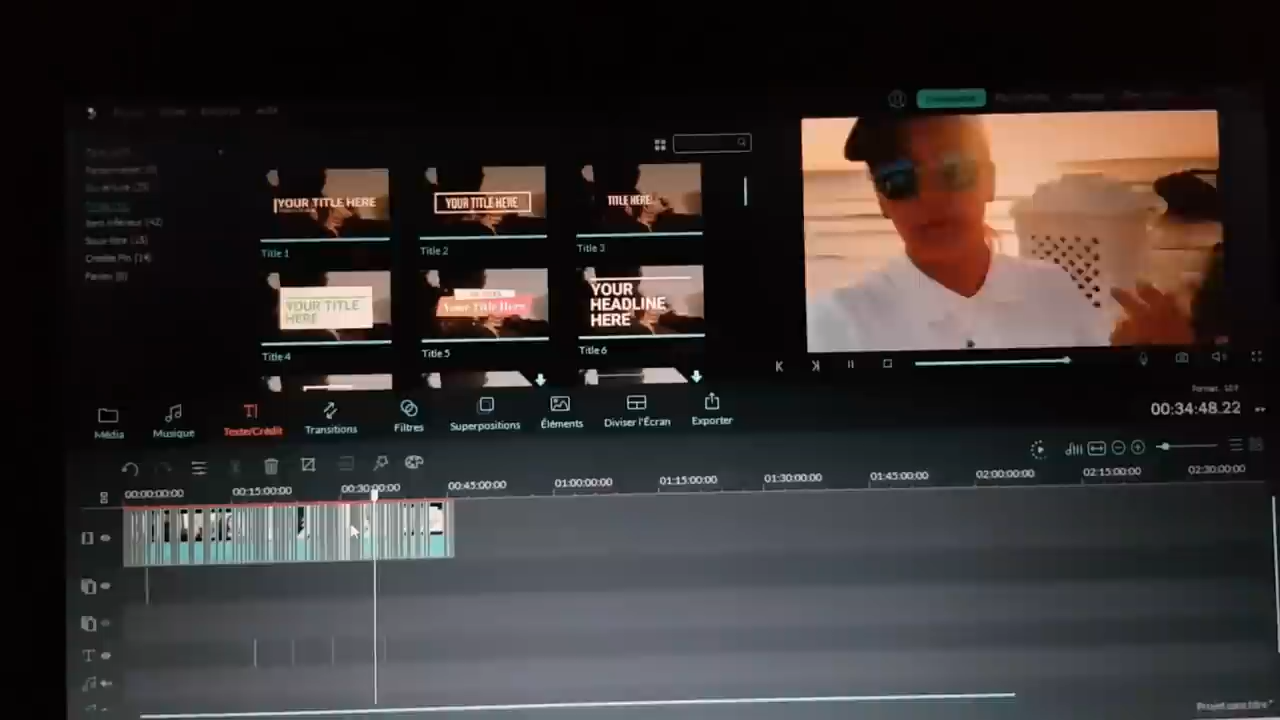 YOUR TITLE HERE
YOUR TITLE HERE
TITLE HERE
Title 1
Title 2
Title 3
YOUR TITLE
HERE
Your Title Here
YOUR
HEADLINE
HERE
Title 4
Title 5
Title 6
Média
Musique
Texte/Crédit
Transitions
Filtres
Superpositions
Éléments
Diviser l'Écran
Exporter
00:34:48.22
00:00:00:00
00:15:00:00
00:30:00:00
00:45:00:00
01:00:00:00
01:15:00:00
01:30:00:00
01:45:00:00
02:00:00:00
02:15:00:00
02:30:00:00
T